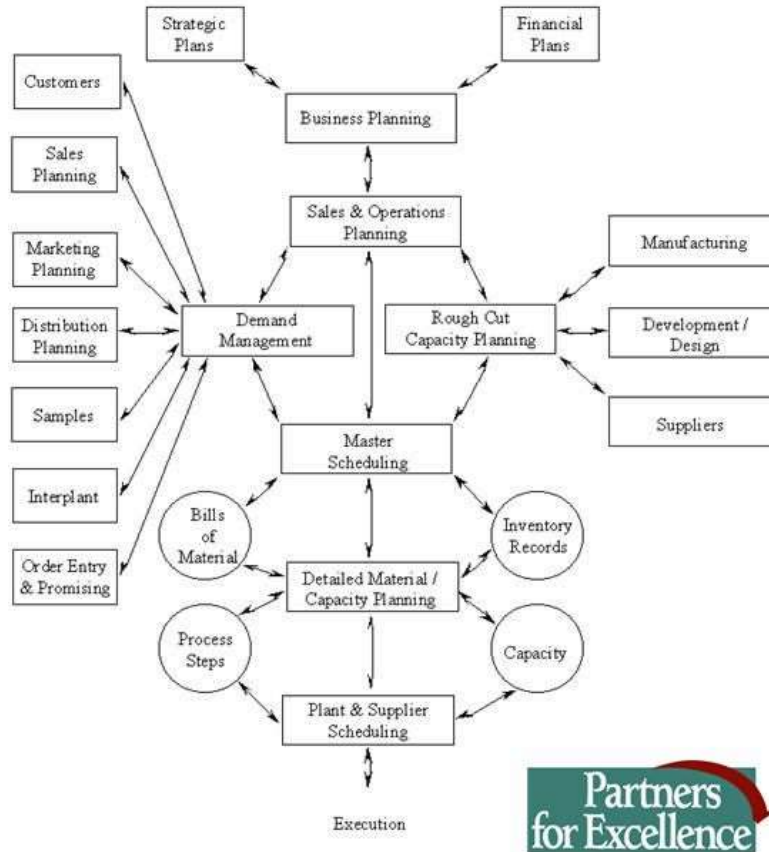 Strategic
Plans
Financial
Plans
Customers
Business Planning
Sales
Planning
Sales & Operations
Planning
Manufacturing
Marketing
Planning
Distribution
Planning
Demand
Management
Rough Cut
Capacity Planning
Development /
Design
Samples
Suppliers
Master
Scheduling
Interplant
Bills
of
Material
Inventory
Records
Order Entry
& Promising
Detailed Material /
Capacity Planning
Process
Steps
Capacity
Plant & Supplier
Scheduling
Execution
Partners
for Excellence